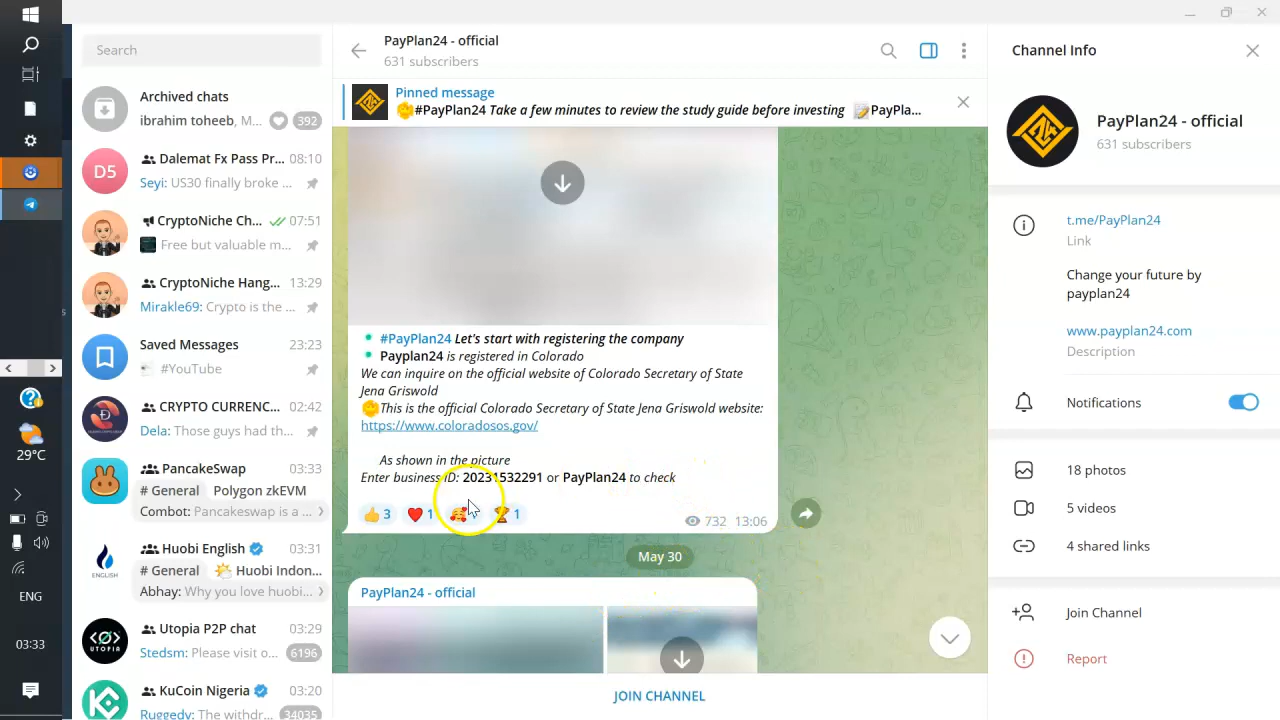 Search
Archived chats
ibrahim toheeb, M... 392
Dalemat Fx Pass Pr... 08:10
D5
Seyi: US30 finally broke ...
CryptoNiche Ch... 07:51
Free but valuable m...
CryptoNiche Hang... 13:29
Mirakle69: Crypto is the ...
Saved Messages 23:23
#YouTube
CRYPTO CURRENC... 02:42
Dela: Those guys had th...
PancakeSwap 03:33
# General Polygon zkEVM
Combot: Pancakeswap is a ...
Huobi English 03:31
# General Huobi Indon...
ENGLISH
Abhay: Why you love huobi...
Utopia P2P chat 03:29
UTOPIA
Stedsm: Please visit o... 6196
KuCoin Nigeria 03:20
Ruggedy: The withdr... 34035
29°C
ENG
03:33
PayPlan24 - official
631 subscribers
Pinned message
#PayPlan24 Take a few minutes to review the study guide before investing PayPla...
#PayPlan24 Let's start with registering the company
Payplan24 is registered in Colorado
We can inquire on the official website of Colorado Secretary of State
Jena Griswold
This is the official Colorado Secretary of State Jena Griswold website:
https://www.coloradosos.gov/
As shown in the picture
Enter business ID: 20231532291 or PayPlan24 to check
3 1 1
732 13:06
May 30
PayPlan24 - official
JOIN CHANNEL
Channel Info
PayPlan24 - official
631 subscribers
t.me/PayPlan24
Link
Change your future by
payplan24
www.payplan24.com
Description
Notifications
18 photos
5 videos
4 shared links
Join Channel
Report